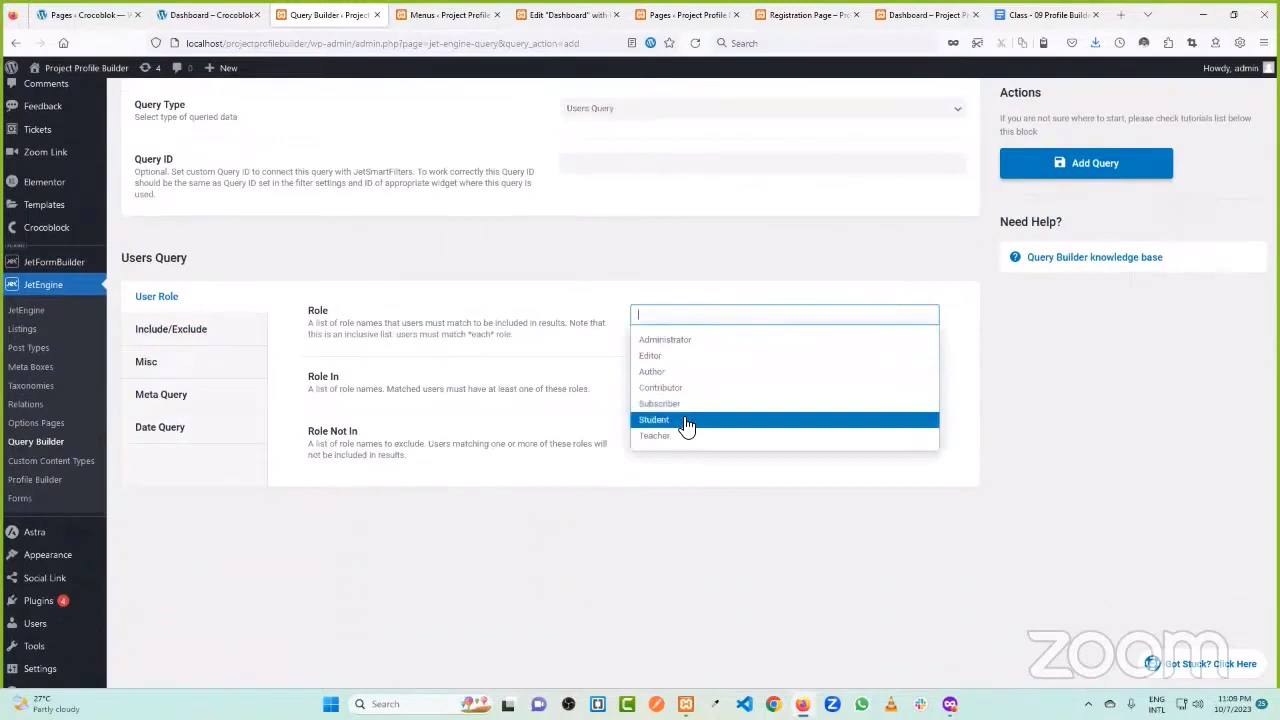 Pages ‹ Crocoblock ‹ W
Dashboard ‹ Crocoblock
Query Builder ‹ Project
Menus ‹ Project Profile
Edit "Dashboard" with
Pages ‹ Project Profile B
Registration Page – Pr
Dashboard – Project Pr
Class - 09 Profile Builde
localhost/projectprofilebuilder/wp-admin/admin.php?page=jet-engine-query&query_action=add
Search
Project Profile Builder
4
0
New
Howdy, admin
Comments
Feedback
Tickets
Zoom Link
Elementor
Templates
Crocoblock
JetFormBuilder
JetEngine
JetEngine
Listings
Post Types
Meta Boxes
Taxonomies
Relations
Options Pages
Query Builder
Custom Content Types
Profile Builder
Forms
Astra
Appearance
Social Link
Plugins 4
Users
Tools
Settings
Query Type
Select type of queried data
Users Query
Query ID
Optional. Set custom Query ID to connect this query with JetSmartFilters. To work correctly this Query ID
should be the same as Query ID set in the filter settings and ID of appropriate widget where this query is
used.
Users Query
User Role
Include/Exclude
Misc
Meta Query
Date Query
Role
A list of role names that users must match to be included in results. Note that
this is an inclusive list: users must match *each* role.
Role In
A list of role names. Matched users must have at least one of these roles.
Role Not In
A list of role names to exclude. Users matching one or more of these roles will
not be included in results.
Administrator
Editor
Author
Contributor
Subscriber
Student
Teacher
Actions
If you are not sure where to start, please check tutorials list below
this block
Add Query
Need Help?
Query Builder knowledge base
zoom
Got Stuck? Click Here
27°C
Partly cloudy
Search
ENG
INTL
11:09 PM
10/7/2023